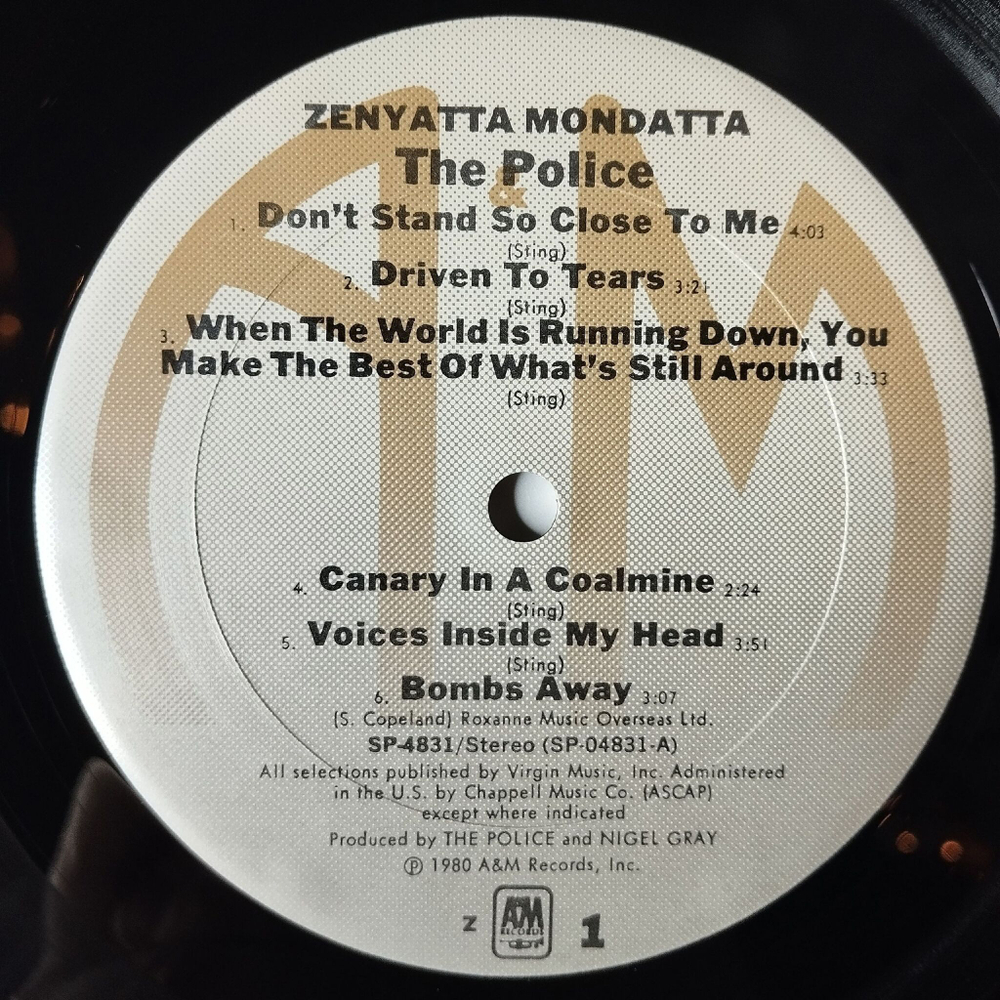 ZENYATTA MONDATTA
The Police
&
1. Don't Stand So Close To Me 4:03
(Sting)
2. Driven To Tears 3:21
(Sting)
3. When The World Is Running Down, You
Make The Best Of What's Still Around 3:33
(Sting)
4. Canary In A Coalmine 2:24
(Sting)
5. Voices Inside My Head 3:51
(Sting)
6. Bombs Away 3:07
(S. Copeland) Roxanne Music Overseas Ltd.
SP-4831/Stereo (SP-04831-A)
All selections published by Virgin Music, Inc. Administered
in the U.S. by Chappell Music Co. (ASCAP)
except where indicated
Produced by THE POLICE and NIGEL GRAY
℗ 1980 A&M Records, Inc.
Z A&M RECORDS 1